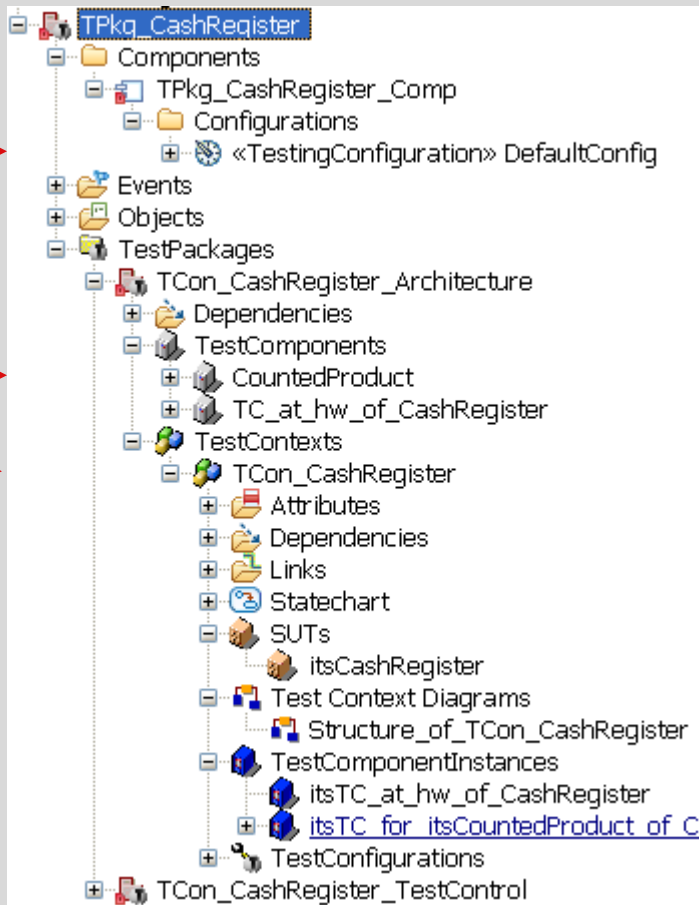 TPkg_CashRegister
Components
TPkg_CashRegister_Comp
Configurations
«TestingConfiguration» DefaultConfig
Events
Objects
TestPackages
TCon_CashRegister_Architecture
Dependencies
TestComponents
CountedProduct
TC_at_hw_of_CashRegister
TestContexts
TCon_CashRegister
Attributes
Dependencies
Links
Statechart
SUTs
itsCashRegister
Test Context Diagrams
Structure_of_TCon_CashRegister
TestComponentInstances
itsTC_at_hw_of_CashRegister
itsTC_for_itsCountedProduct_of_C
TestConfigurations
TCon_CashRegister_TestControl